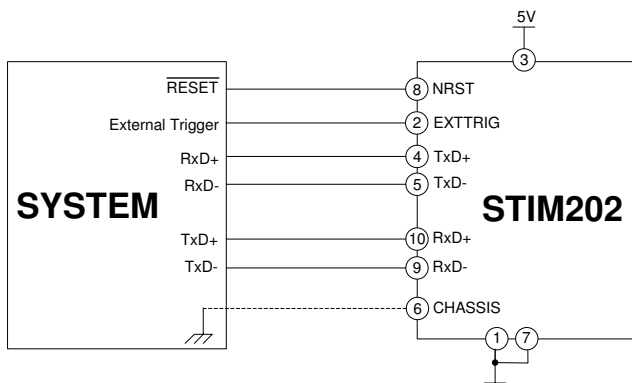 5V
3
RESET
8 NRST
External Trigger
2 EXTTRIG
RxD+
4 TxD+
RxD-
5 TxD-
SYSTEM
STIM202
TxD+
10 RxD+
TxD-
9 RxD-
6 CHASSIS
1 7